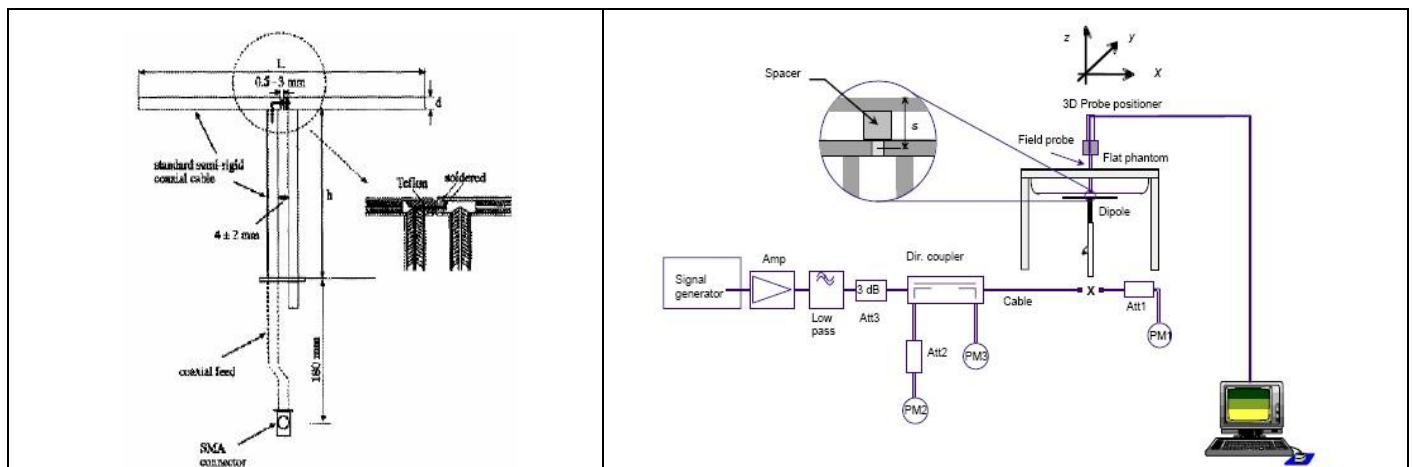 L
0.5 - 3 mm
d
standard semi-rigid
coaxial cable
h
4 ± 2 mm
Teflon
soldered
coaxial feed
180 mm
SMA
connector
z
y
x
Spacer
s
3D Probe positioner
Field probe
Flat phantom
Dipole
Signal
generator
Amp
Low
pass
3 dB
Att3
Dir. coupler
Cable
X
Att1
PM1
Att2
PM3
PM2